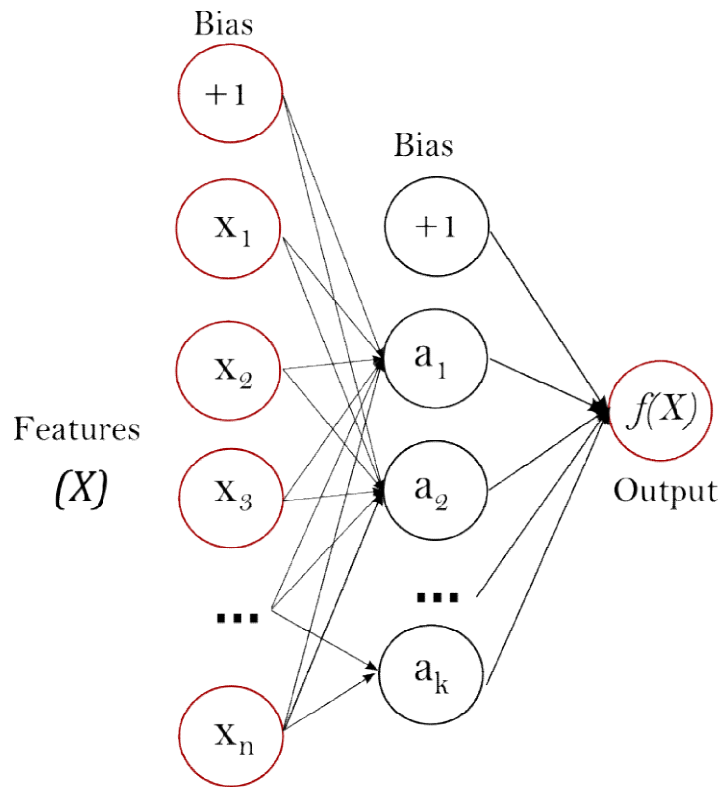 Bias
+1
x₁
x₂
x₃
...
xₙ
Features
(X)
Bias
+1
a₁
a₂
...
aₖ
f(X)
Output